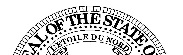 AL OF THE STATE O
L'ETOILE DU NORD